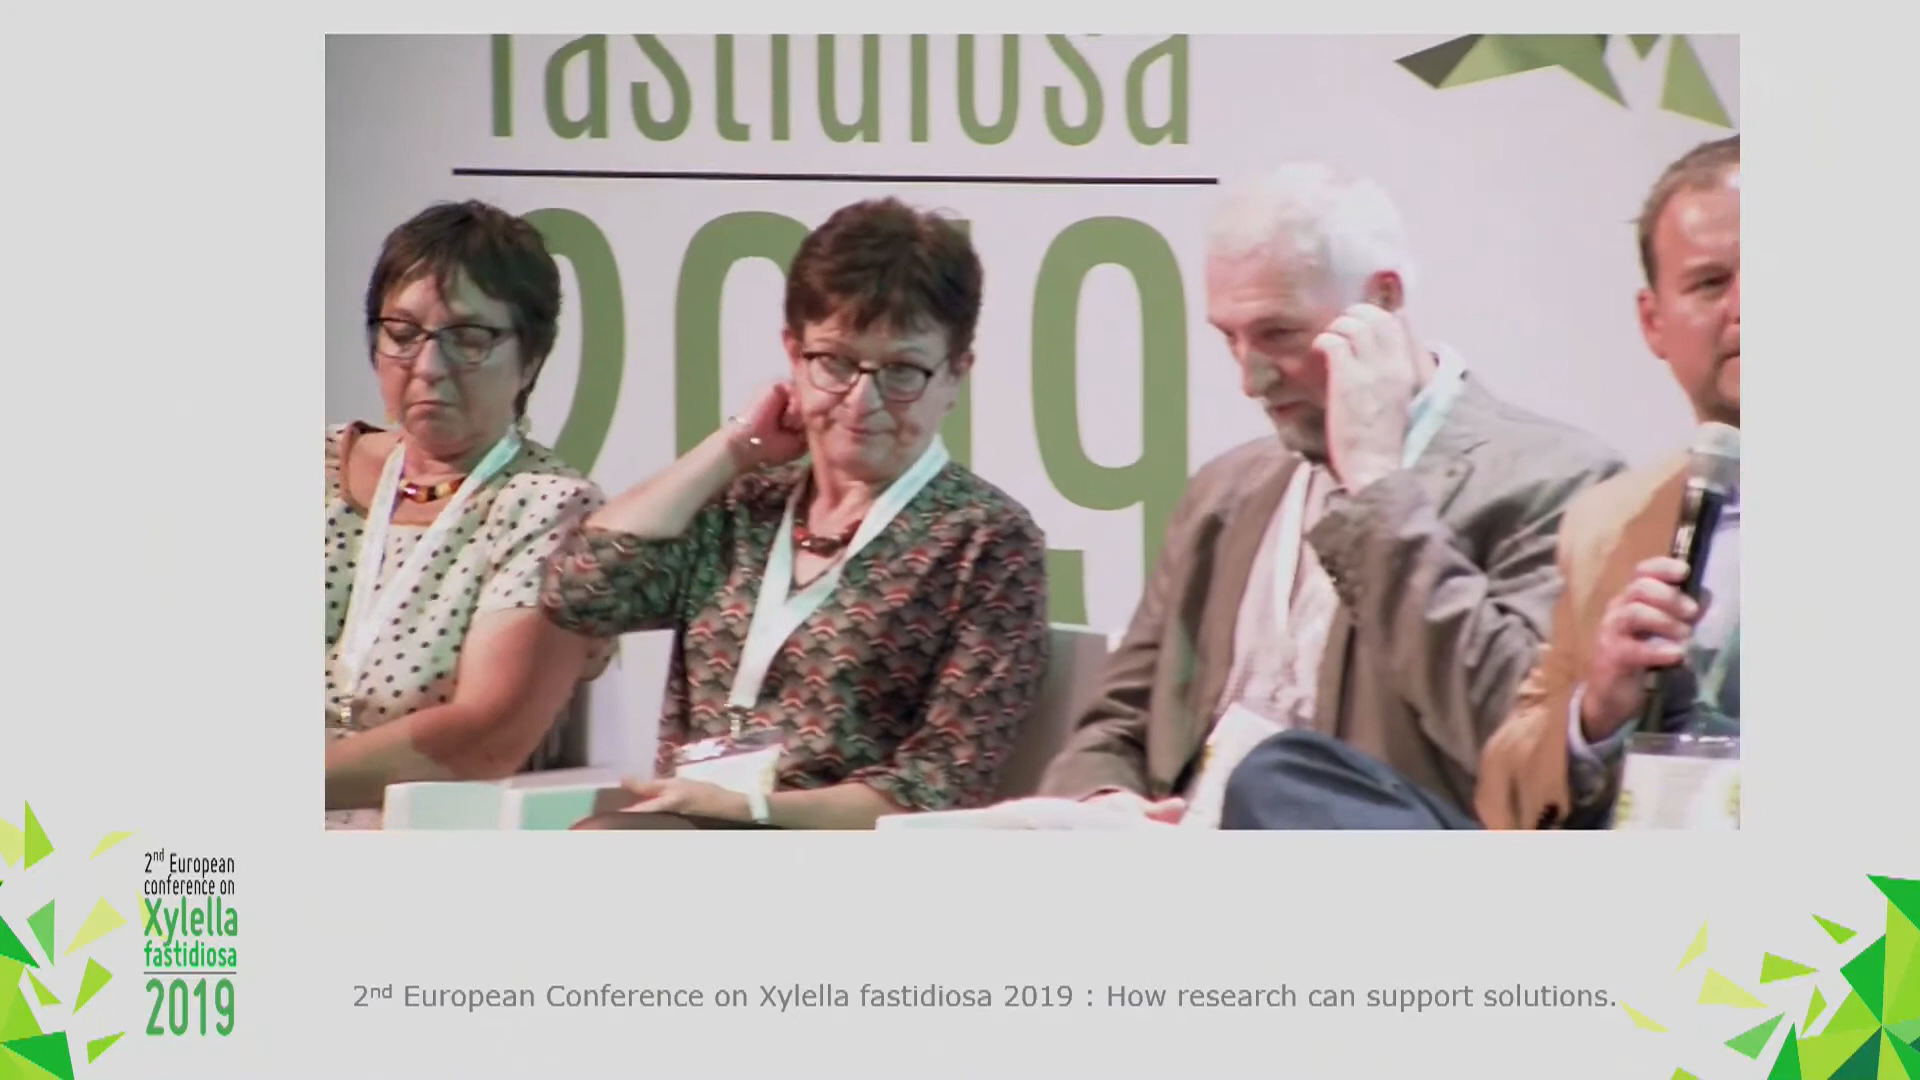 fastidiosa
2019
2nd European
conference on
Xylella
fastidiosa
2019
2nd European Conference on Xylella fastidiosa 2019 : How research can support solutions.